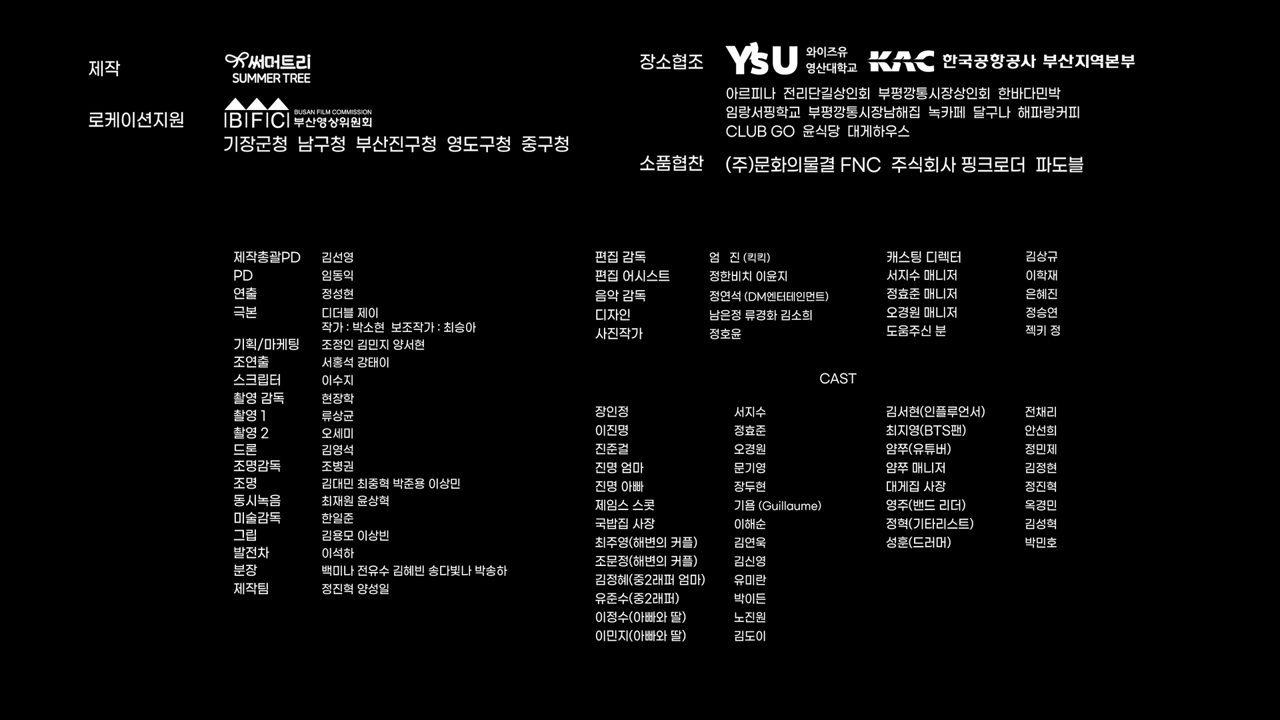 제작 써머트리
SUMMER TREE
로케이션지원 BFC BUSAN FILM COMMISSION
부산영상위원회
기장군청 남구청 부산진구청 영도구청 중구청
장소협조 YsU 와이즈유 영산대학교 KAC 한국공항공사 부산지역본부
아르피나 전리단길상인회 부평깡통시장상인회 한바다민박
임랑서핑학교 부평깡통시장남해집 녹카페 달구나 해파랑커피
CLUB GO 윤식당 대게하우스
소품협찬 (주)문화의물결 FNC 주식회사 핑크로더 파도블
제작총괄PD 김선영
PD 임동익
연출 정성현
극본 디더블 제이
작가 : 박소현 보조작가 : 최승아
기획/마케팅 조정인 김민지 양서현
조연출 서홍석 강태이
스크립터 이수지
촬영 감독 현장학
촬영 1 류상균
촬영 2 오세미
드론 김영석
조명감독 조병권
조명 김대민 최중혁 박준용 이상민
동시녹음 최재원 윤상혁
미술감독 한일준
그립 김용모 이상빈
발전차 이석하
분장 백미나 전유수 김혜빈 송다빛나 박송하
제작팀 정진혁 양성일
편집 감독 엄 진 (킥킥)
편집 어시스트 정한비치 이윤지
음악 감독 정연석 (DM엔터테인먼트)
디자인 남은정 류경화 김소희
사진작가 정호윤
캐스팅 디렉터 김상규
서지수 매니저 이학재
정효준 매니저 은혜진
오경원 매니저 정승연
도움주신 분 젝키 정
CAST
장인정 서지수
이진명 정효준
진준걸 오경원
진명 엄마 문기영
진명 아빠 장두현
제임스 스콧 기욤 (Guillaume)
국밥집 사장 이해순
최주영(해변의 커플) 김연욱
조문정(해변의 커플) 김신영
김정혜(중2래퍼 엄마) 유미란
유준수(중2래퍼) 박이든
이정수(아빠와 딸) 노진원
이민지(아빠와 딸) 김도이
김서현(인플루언서) 전채리
최지영(BTS팬) 안선희
얌쭈(유튜버) 정민제
얌쭈 매니저 김정현
대게집 사장 정진혁
영주(밴드 리더) 옥경민
정혁(기타리스트) 김성혁
성훈(드러머) 박민호